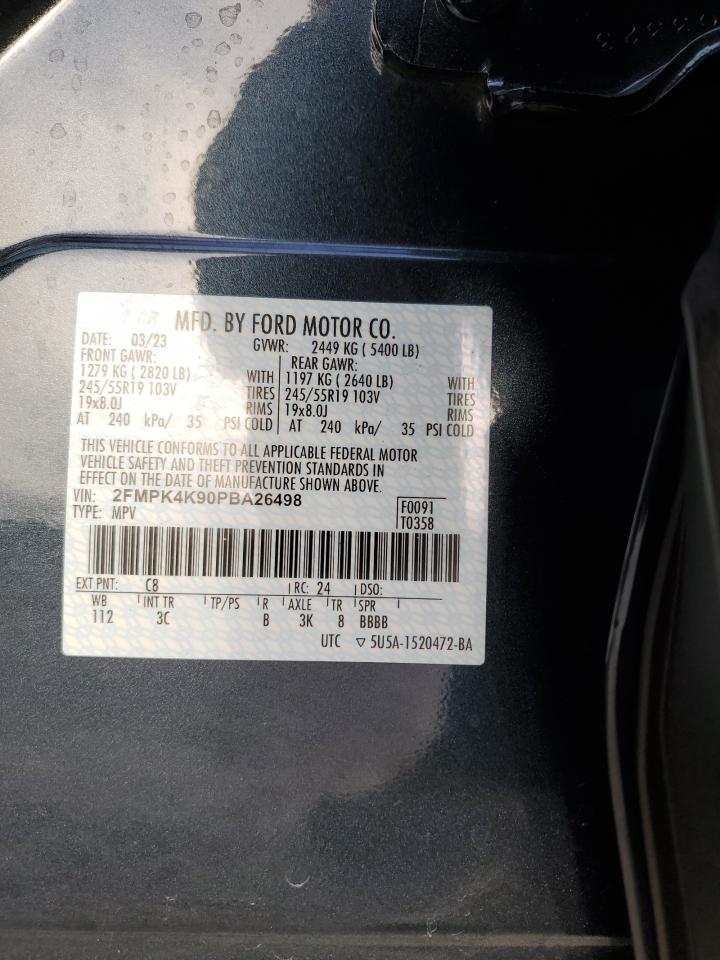 03323
MFD. BY FORD MOTOR CO.
DATE: 03/23 GVWR: 2449 KG ( 5400 LB)
FRONT GAWR: REAR GAWR:
1279 KG ( 2820 LB) WITH 1197 KG ( 2640 LB) WITH
245/55R19 103V TIRES 245/55R19 103V TIRES
19x8.0J RIMS 19x8.0J RIMS
AT 240 kPa/ 35 PSI COLD AT 240 kPa/ 35 PSI COLD
THIS VEHICLE CONFORMS TO ALL APPLICABLE FEDERAL MOTOR
VEHICLE SAFETY AND THEFT PREVENTION STANDARDS IN
EFFECT ON THE DATE OF MANUFACTURE SHOWN ABOVE.
VIN: 2FMPK4K90PBA26498 F0091
TYPE: MPV T0358
EXT PNT: C8 RC: 24 DSO:
WB INT TR TP/PS R AXLE TR SPR
112 3C B 3K 8 BBBB
UTC ▽ 5U5A-1520472-BA